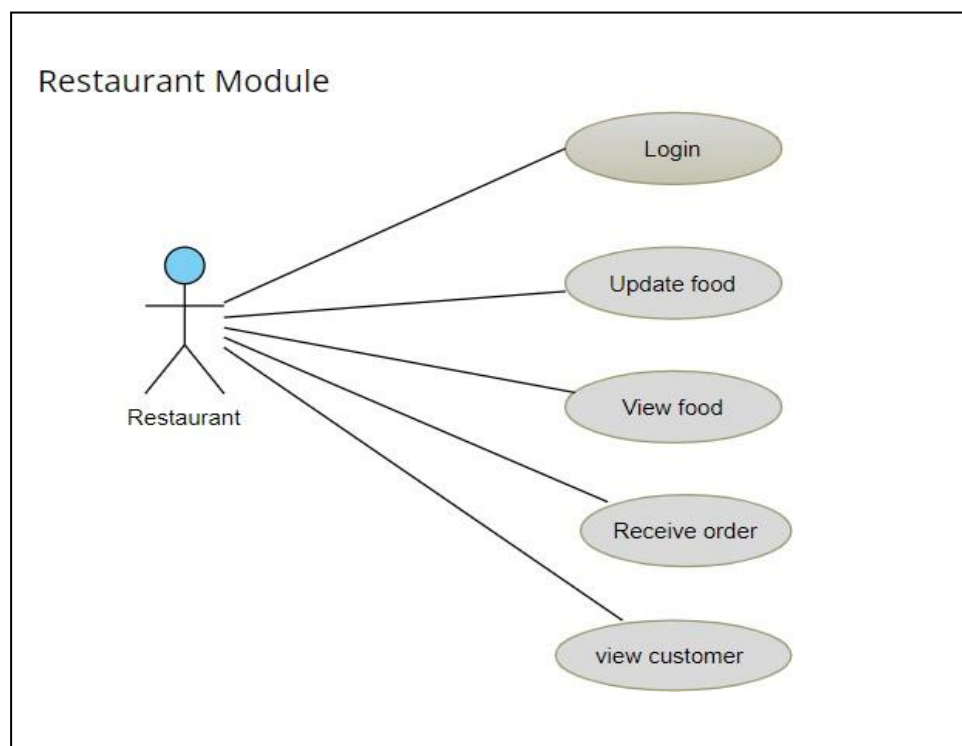 Restaurant Module
Login
Update food
View food
Restaurant
Receive order
view customer